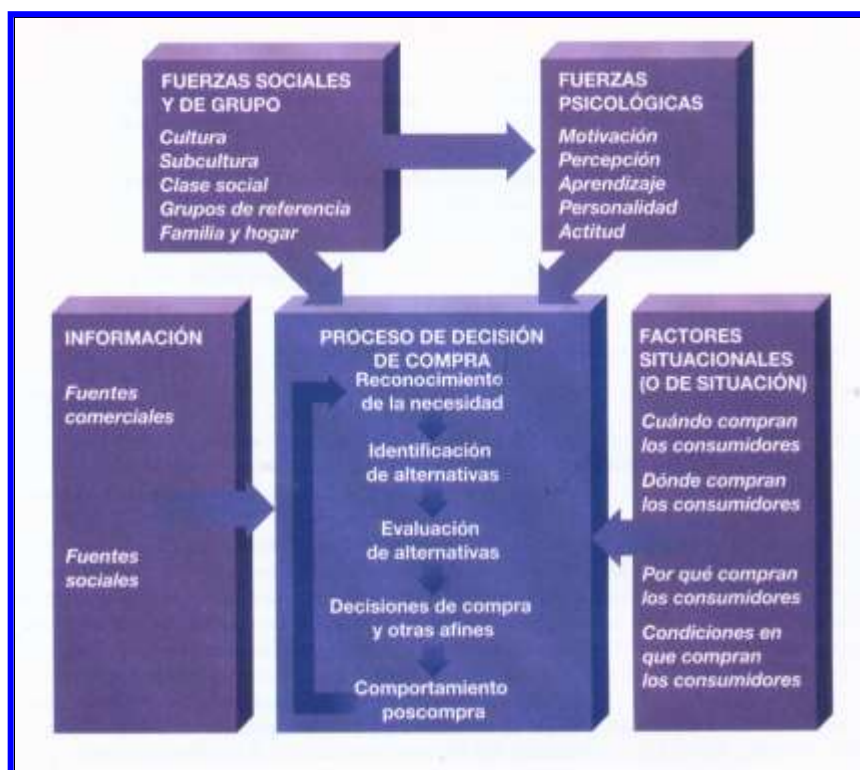 FUERZAS SOCIALES
Y DE GRUPO
Cultura
Subcultura
Clase social
Grupos de referencia
Familia y hogar
FUERZAS
PSICOLÓGICAS
Motivación
Percepción
Aprendizaje
Personalidad
Actitud
INFORMACIÓN
Fuentes
comerciales
Fuentes
sociales
PROCESO DE DECISIÓN
DE COMPRA
Reconocimiento
de la necesidad
Identificación
de alternativas
Evaluación
de alternativas
Decisiones de compra
y otras afines
Comportamiento
poscompra
FACTORES
SITUACIONALES
(O DE SITUACIÓN)
Cuándo compran
los consumidores
Dónde compran
los consumidores
Por qué compran
los consumidores
Condiciones en
que compran
los consumidores